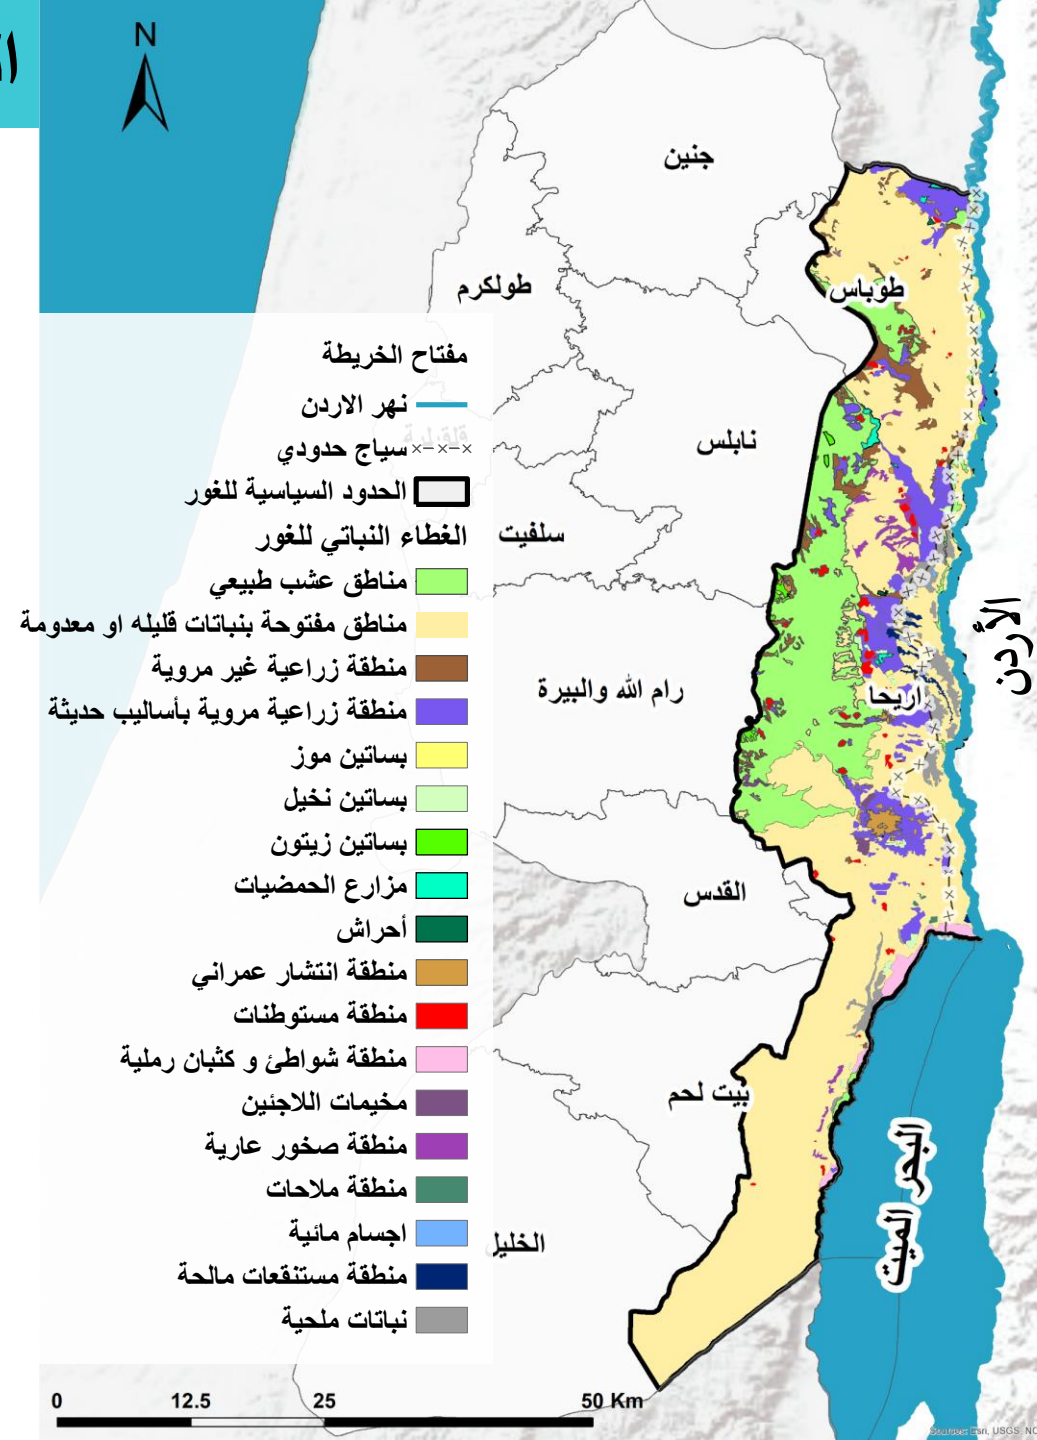 N
جنين
طولكرم
طوباس
نابلس
سلفيت
رام الله والبيرة
اريحا
الأردن
القدس
بيت لحم
البحر الميت
الخليل
مفتاح الخريطة
نهر الاردن
سياج حدودي
الحدود السياسية للغور
الغطاء النباتي للغور
مناطق عشب طبيعي
مناطق مفتوحة بنباتات قليله او معدومة
منطقة زراعية غير مروية
منطقة زراعية مروية بأساليب حديثة
بساتين موز
بساتين نخيل
بساتين زيتون
مزارع الحمضيات
أحراش
منطقة انتشار عمراني
منطقة مستوطنات
منطقة شواطئ و كثبان رملية
مخيمات اللاجئين
منطقة صخور عارية
منطقة ملاحات
اجسام مائية
منطقة مستنقعات مالحة
نباتات ملحية
0 12.5 25 50 Km
Sources: Esri, USGS